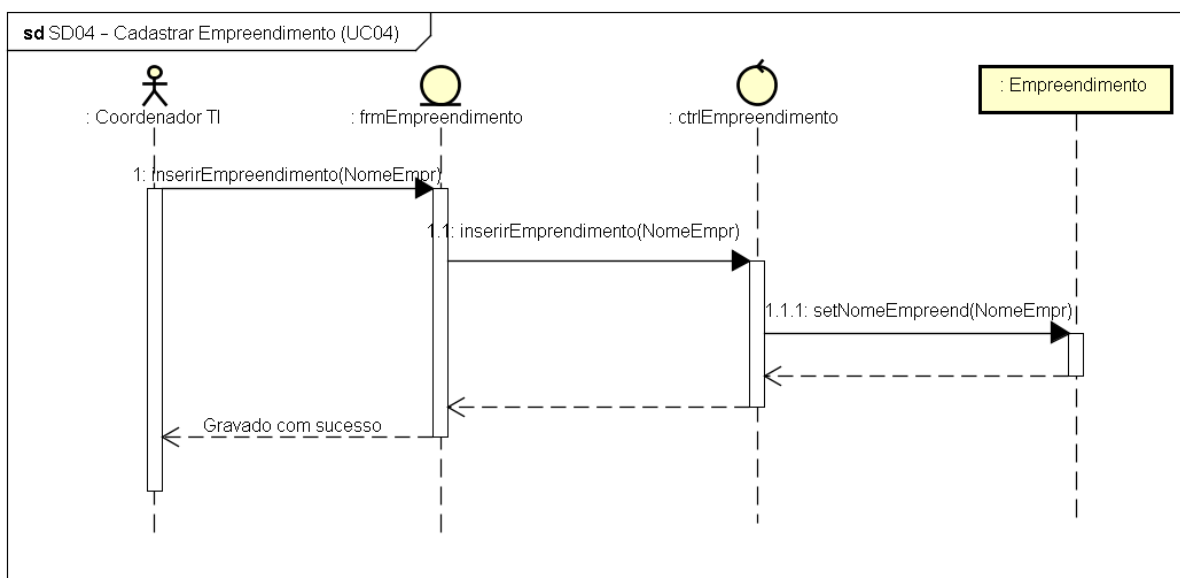 sd SD04 – Cadastrar Empreendimento (UC04)
: Coordenador TI
: frmEmpreendimento
: ctrlEmpreendimento
: Empreendimento
1: inserirEmpreendimento(NomeEmpr)
1.1: inserirEmprendimento(NomeEmpr)
1.1.1: setNomeEmpreend(NomeEmpr)
Gravado com sucesso